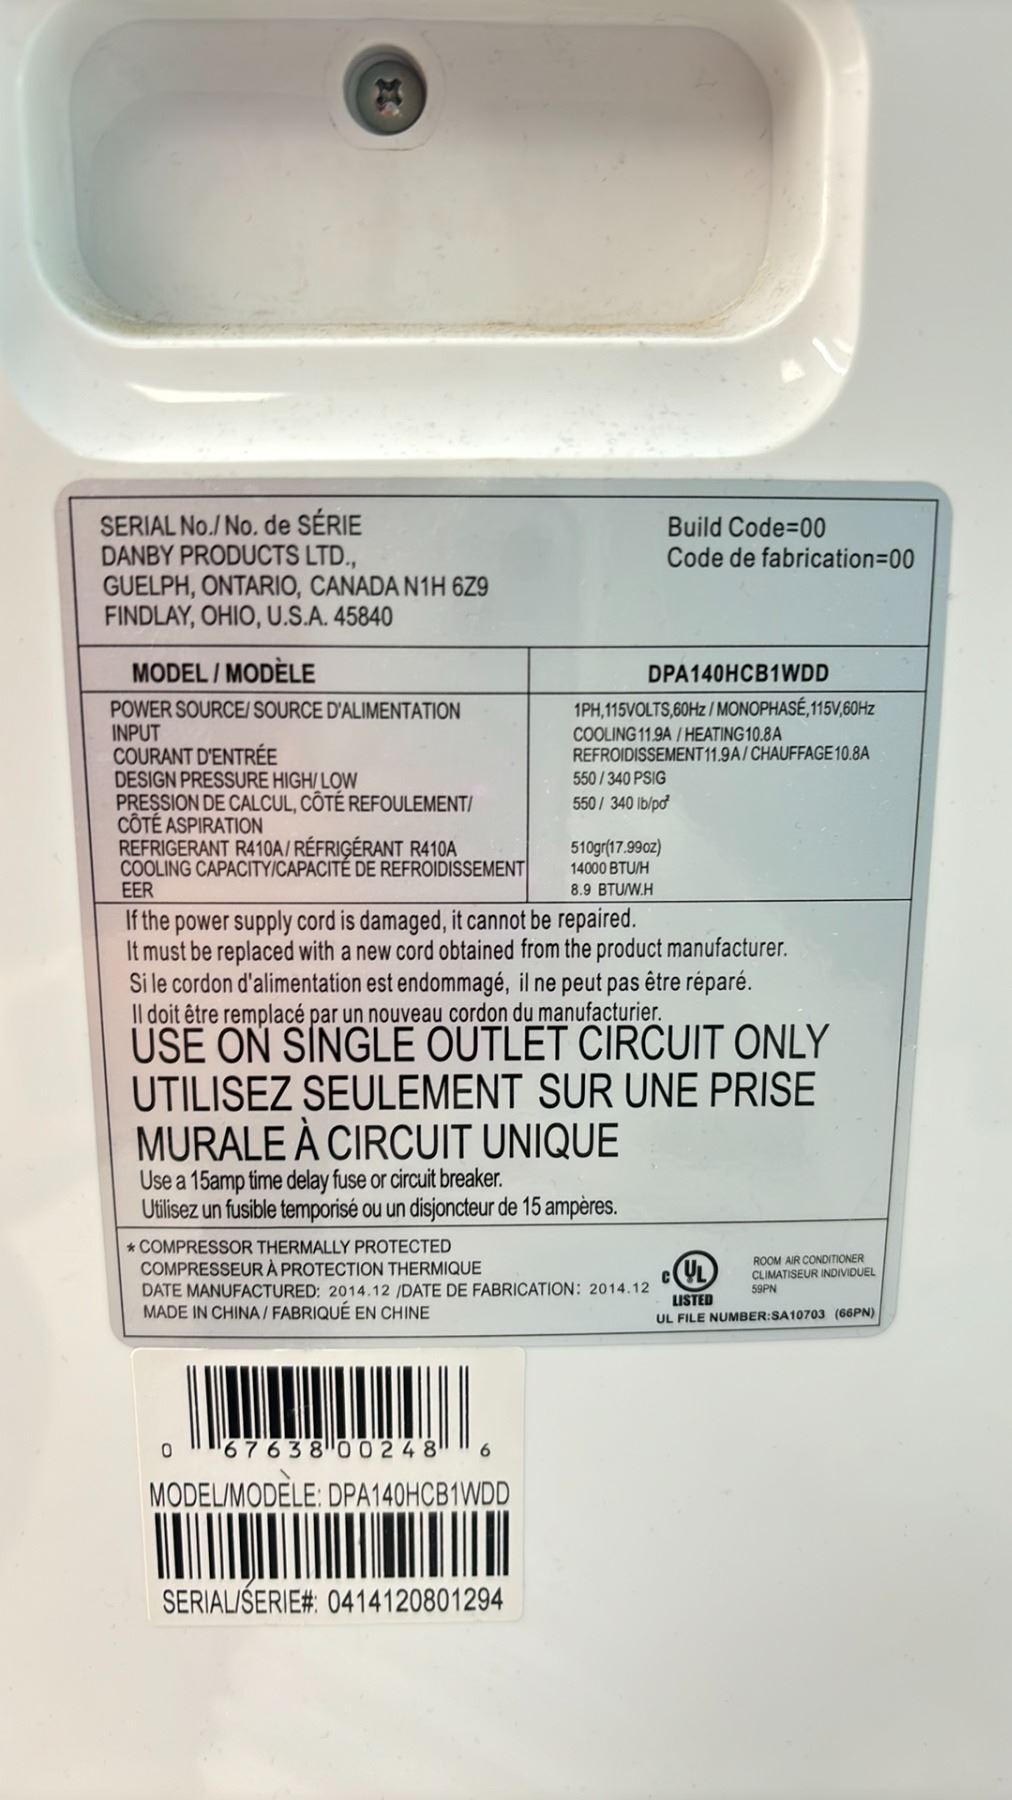 SERIAL No./ No. de SÉRIE
DANBY PRODUCTS LTD.,
GUELPH, ONTARIO, CANADA N1H 6Z9
FINDLAY, OHIO, U.S.A. 45840
Build Code=00
Code de fabrication=00
MODEL / MODÈLE DPA140HCB1WDD
POWER SOURCE/ SOURCE D'ALIMENTATION 1PH,115VOLTS,60Hz / MONOPHASÉ,115V,60Hz
INPUT COOLING 11.9A / HEATING10.8A
COURANT D'ENTRÉE REFROIDISSEMENT11.9A / CHAUFFAGE10.8A
DESIGN PRESSURE HIGH/ LOW 550 / 340 PSIG
PRESSION DE CALCUL, CÔTÉ REFOULEMENT/ 550 / 340 lb/po²
CÔTÉ ASPIRATION
REFRIGERANT R410A/ RÉFRIGÉRANT R410A 510gr(17.99oz)
COOLING CAPACITY/CAPACITÉ DE REFROIDISSEMENT 14000 BTU/H
EER 8.9 BTU/W.H
If the power supply cord is damaged, it cannot be repaired.
It must be replaced with a new cord obtained from the product manufacturer.
Si le cordon d'alimentation est endommagé, il ne peut pas être réparé.
Il doit être remplacé par un nouveau cordon du manufacturier.
USE ON SINGLE OUTLET CIRCUIT ONLY
UTILISEZ SEULEMENT SUR UNE PRISE
MURALE À CIRCUIT UNIQUE
Use a 15amp time delay fuse or circuit breaker.
Utilisez un fusible temporisé ou un disjoncteur de 15 ampères.
* COMPRESSOR THERMALLY PROTECTED
COMPRESSEUR À PROTECTION THERMIQUE
DATE MANUFACTURED: 2014.12 /DATE DE FABRICATION: 2014.12
MADE IN CHINA / FABRIQUÉ EN CHINE
C UL
LISTED
ROOM AIR CONDITIONER
CLIMATISEUR INDIVIDUEL
59PN
UL FILE NUMBER:SA10703 (66PN)
0 67638 00248 6
MODEL/MODÈLE: DPA140HCB1WDD
SERIAL/SÉRIE#: 0414120801294